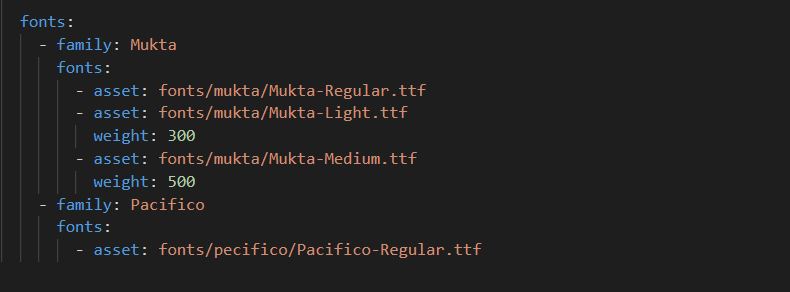 fonts:
- family: Mukta
fonts:
- asset: fonts/mukta/Mukta-Regular.ttf
- asset: fonts/mukta/Mukta-Light.ttf
weight: 300
- asset: fonts/mukta/Mukta-Medium.ttf
weight: 500
- family: Pacifico
fonts:
- asset: fonts/pecifico/Pacifico-Regular.ttf